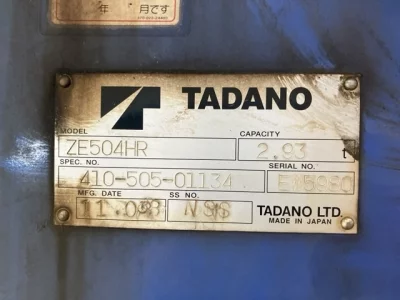 年 月です
TADANO
MODEL CAPACITY
ZE504HR 2.93 t
SPEC. NO. SERIAL NO.
410-505-01134
MFG. DATE SS NO.
NSS TADANO LTD.
MADE IN JAPAN